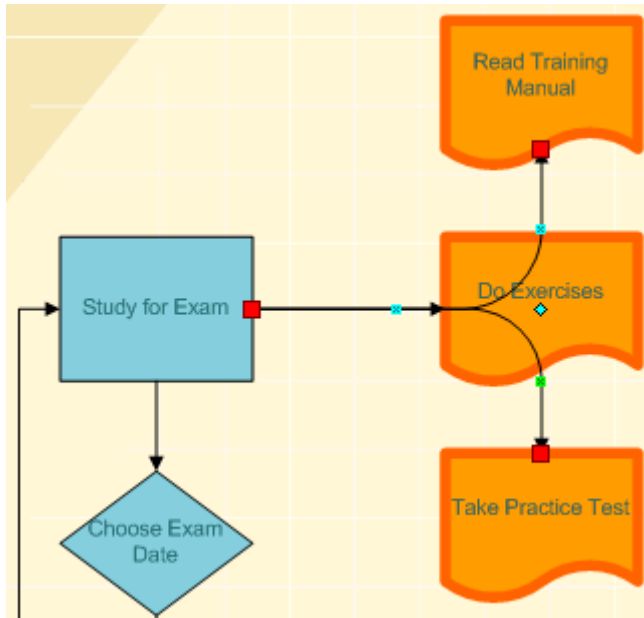 Read Training
Manual
Study for Exam
Do Exercises
Take Practice Test
Choose Exam
Date